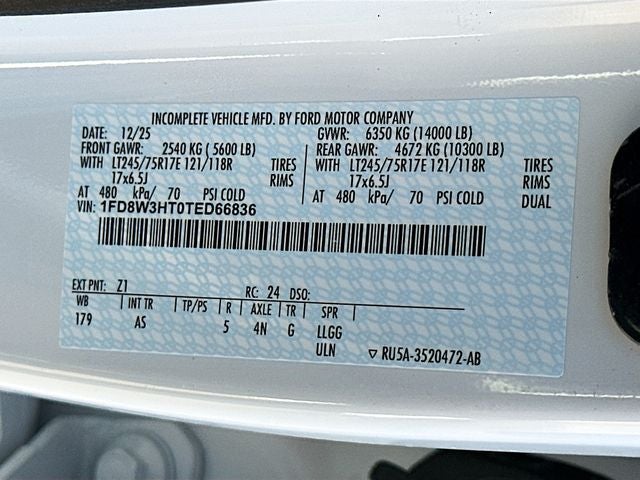 INCOMPLETE VEHICLE MFD. BY FORD MOTOR COMPANY
DATE: 12/25 GVWR: 6350 KG (14000 LB)
FRONT GAWR: 2540 KG ( 5600 LB) REAR GAWR: 4672 KG (10300 LB)
WITH LT245/75R17E 121/118R TIRES WITH LT245/75R17E 121/118R TIRES
17x6.5J RIMS 17x6.5J RIMS
AT 480 kPa/ 70 PSI COLD AT 480 kPa/ 70 PSI COLD DUAL
VIN: 1FD8W3HT0TED66836
EXT PNT: Z1 RC: 24 DSO:
WB INT TR TP/PS R AXLE TR SPR
179 AS 5 4N G LLGG
ULN ▽ RU5A-3520472-AB